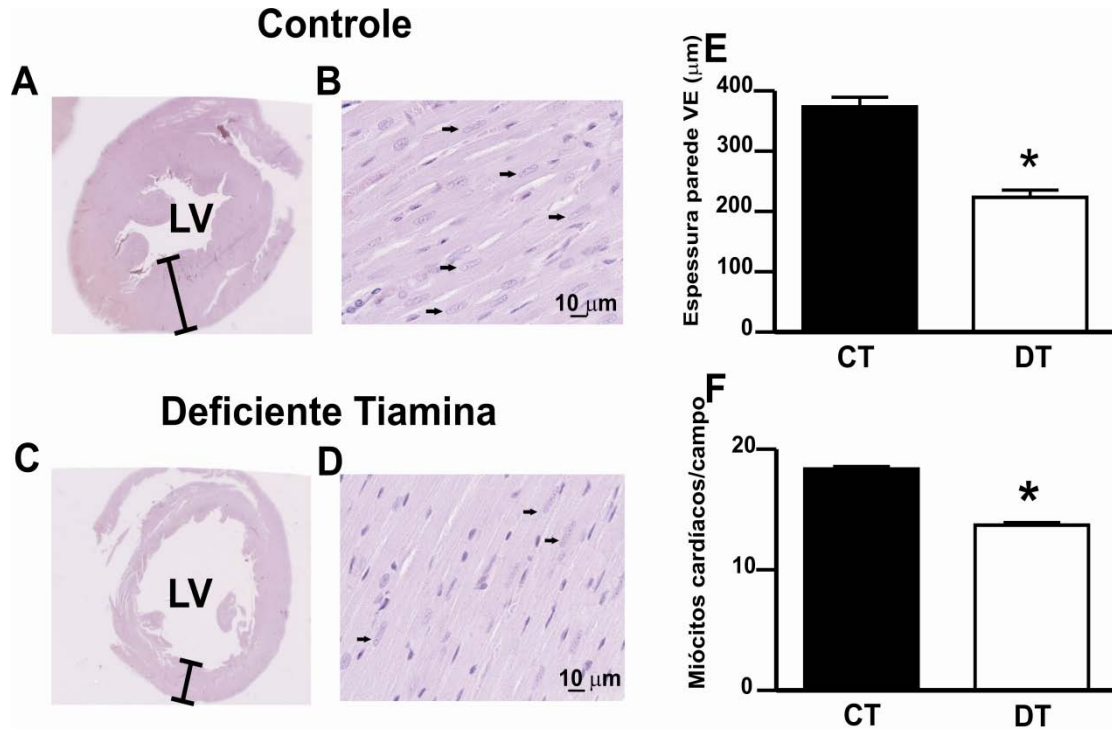 Controle
A
B
LV
10 μm
Deficiente Tiamina
C
D
LV
10 μm
E
Espessura parede VE (μm)
400
300
200
100
0
*
CT
DT
F
Miócitos cardíacos/campo
20
10
0
*
CT
DT